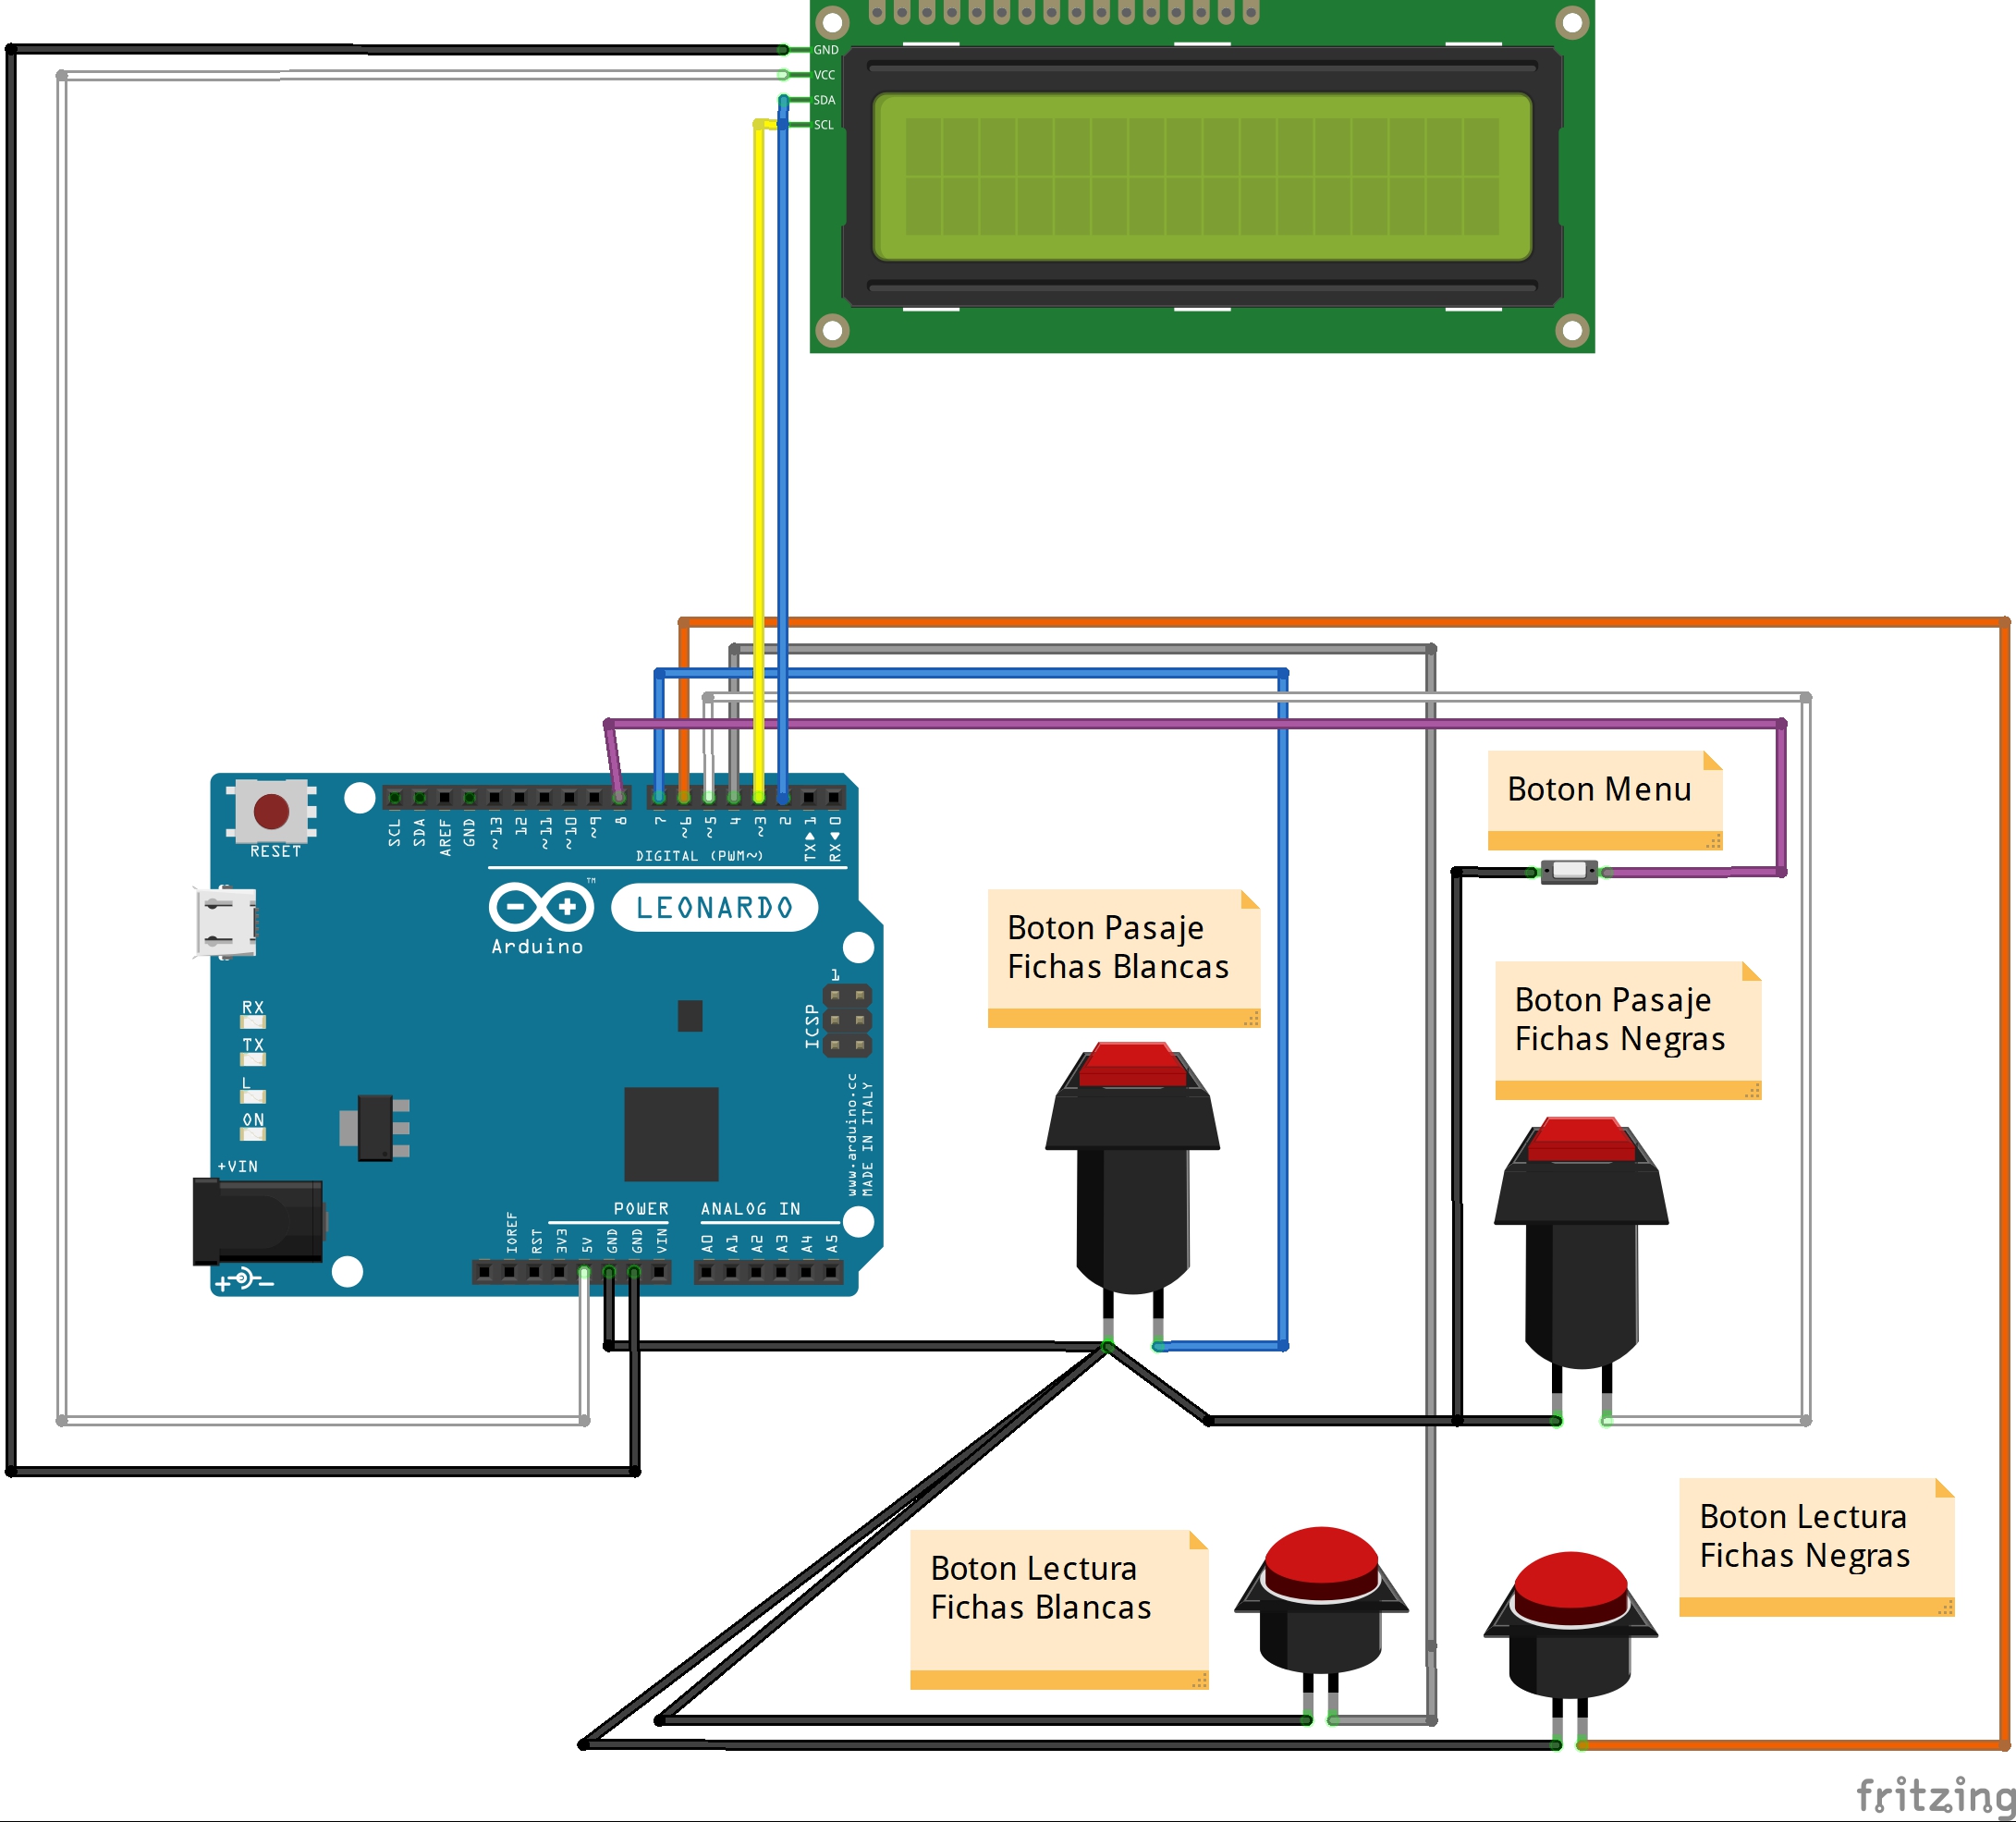 GND
VCC
SDA
SCL
SCL
SDA
AREF
GND
~13
12
~11
~10
~9
8
7
~6
~5
4
~3
2
TX▶1
RX◀0
RESET
DIGITAL (PWM~)
TM
LEONARDO
Arduino
Boton Menu
Boton Pasaje
Fichas Blancas
Boton Pasaje
Fichas Negras
1
ICSP
RX
TX
L
ON
+VIN
www.arduino.cc
MADE IN ITALY
POWER
ANALOG IN
IOREF
RST
3V3
5V
GND
GND
VIN
A0
A1
A2
A3
A4
A5
Boton Lectura
Fichas Blancas
Boton Lectura
Fichas Negras
fritzing